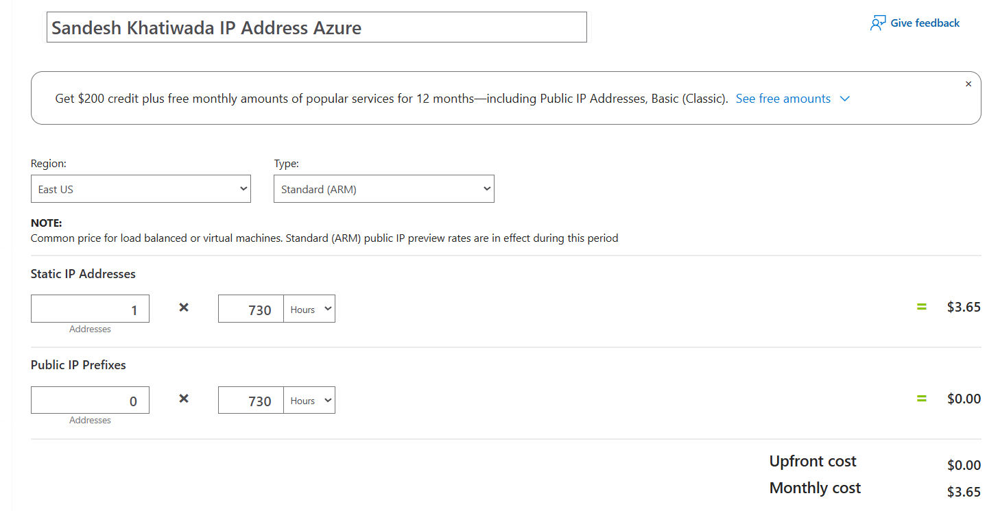 Sandesh Khatiwada IP Address Azure
Give feedback
×
Get $200 credit plus free monthly amounts of popular services for 12 months—including Public IP Addresses, Basic (Classic). See free amounts
Region: Type:
East US Standard (ARM)
NOTE:
Common price for load balanced or virtual machines. Standard (ARM) public IP preview rates are in effect during this period
Static IP Addresses
1 × 730 Hours = $3.65
Addresses
Public IP Prefixes
0 × 730 Hours = $0.00
Addresses
Upfront cost $0.00
Monthly cost $3.65